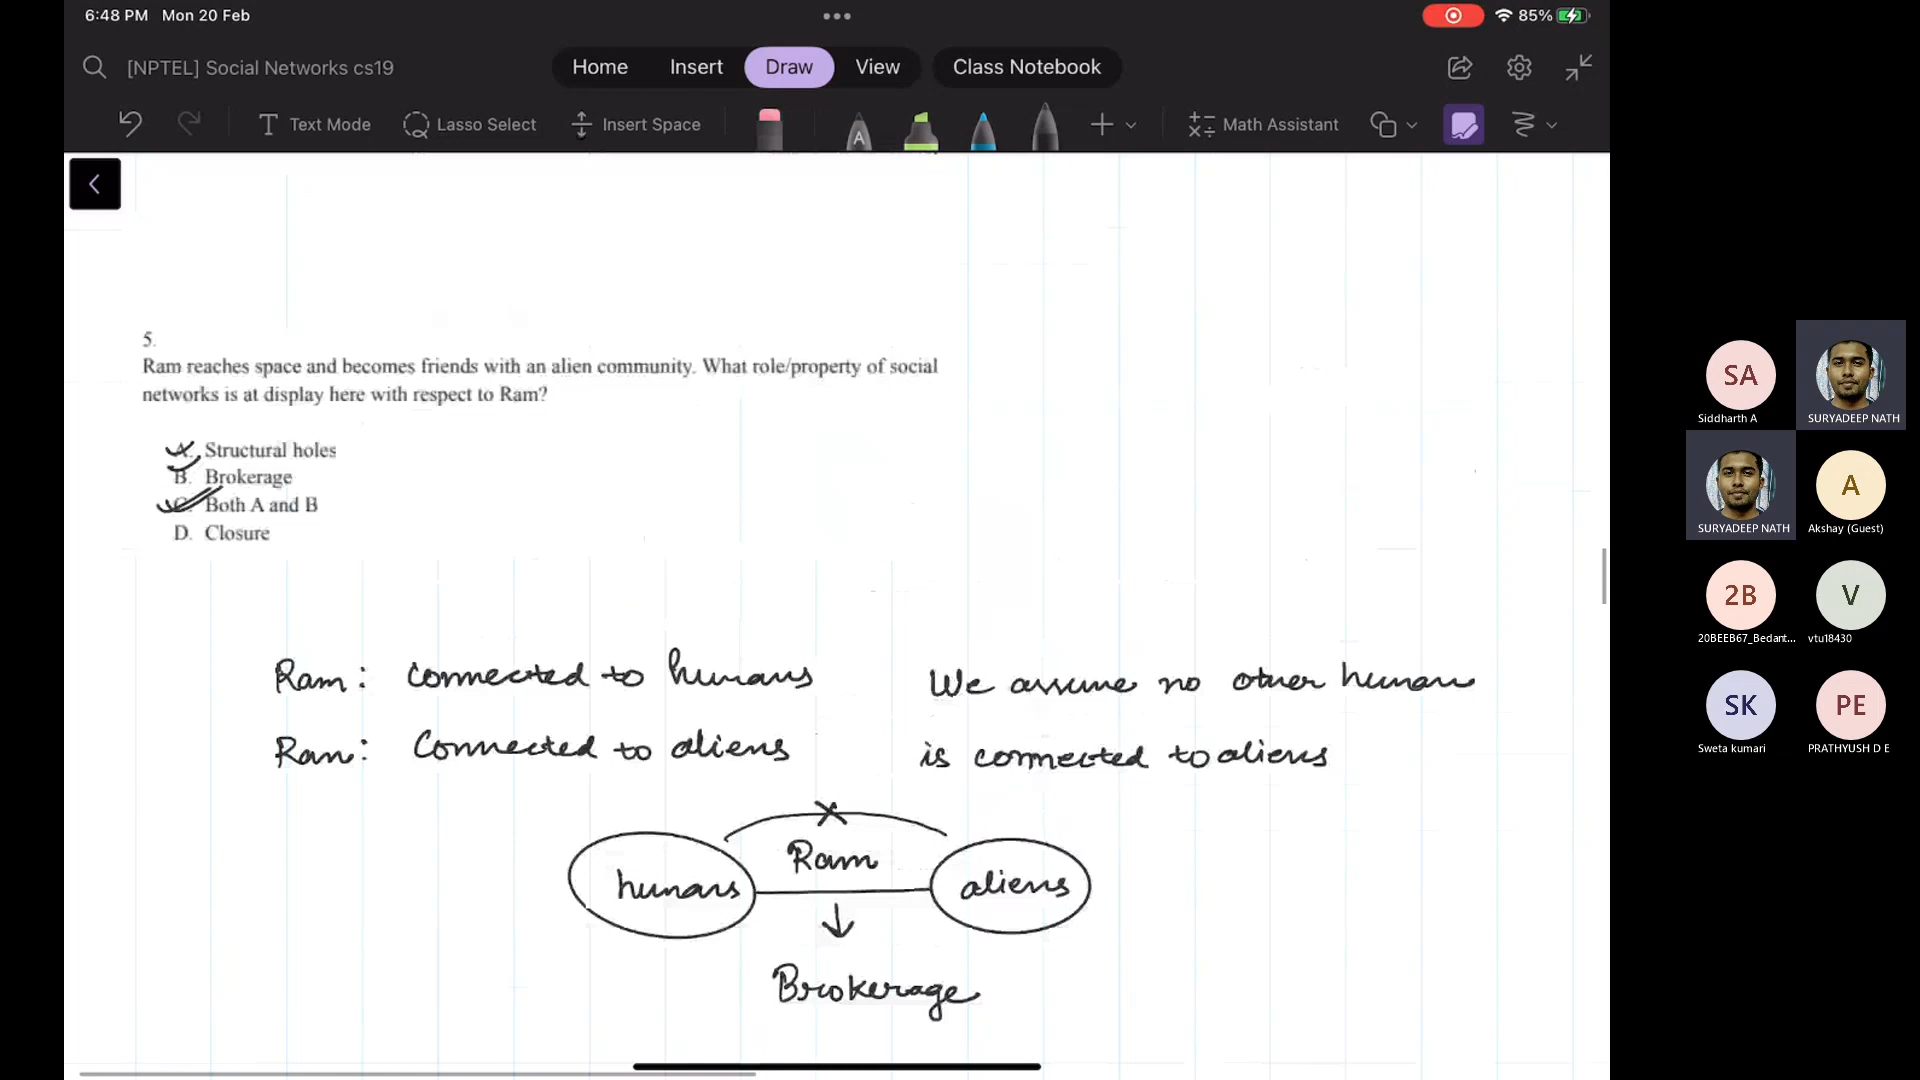 6:48 PM Mon 20 Feb
85%
[NPTEL] Social Networks cs19
Home Insert Draw View Class Notebook
Text Mode Lasso Select Insert Space A Math Assistant
5.
Ram reaches space and becomes friends with an alien community. What role/property of social
networks is at display here with respect to Ram?
A. Structural holes
B. Brokerage
C. Both A and B
D. Closure
Ram: connected to humans
Ram: Connected to aliens
We assume no other human
is connected to aliens
Ram
humans
aliens
Brokerage
SA
Siddharth A
SURYADEEP NATH
SURYADEEP NATH
A
Akshay (Guest)
2B
20BEEB67_Bedant...
V
vtu18430
SK
Sweta kumari
PE
PRATHYUSH D E